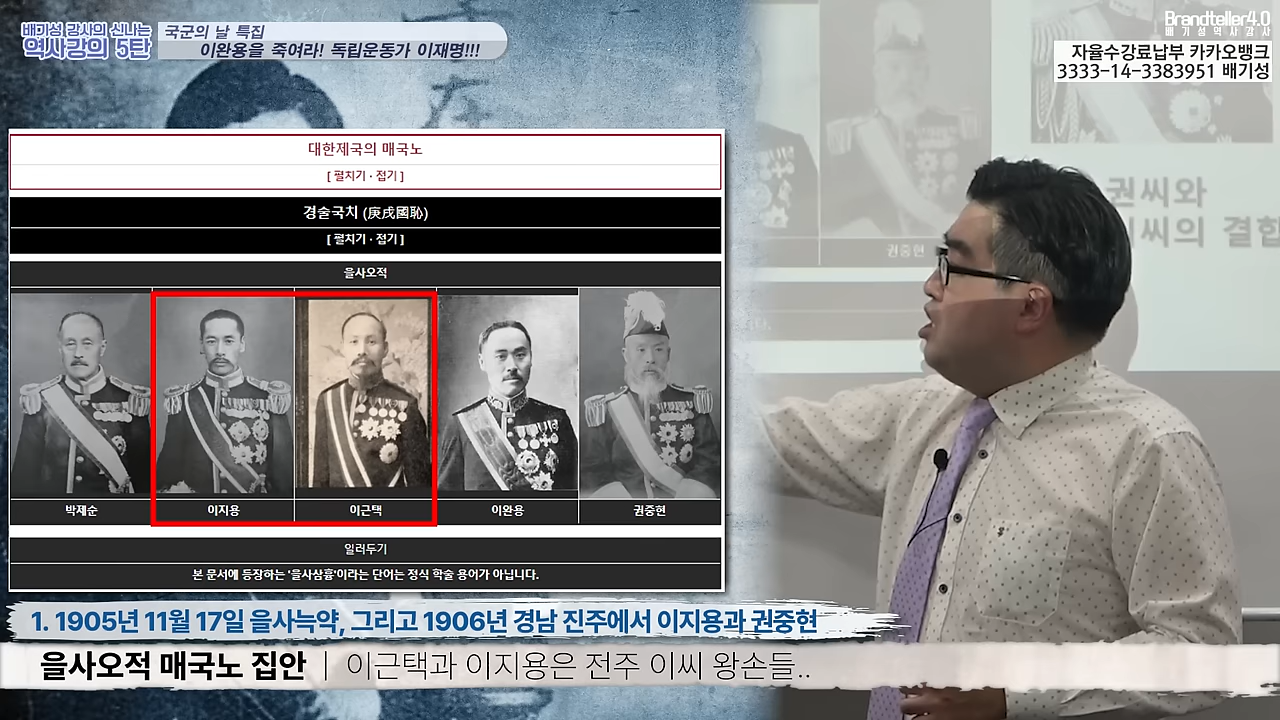 배기성 강사의 신나는
역사강의 5탄
국군의 날 특집
이완용을 죽여라! 독립운동가 이재명!!!
Brandteller4.0
배기성역사강사
자율수강료납부 카카오뱅크
3333-14-3383951 배기성
대한제국의 매국노
[ 펼치기 · 접기 ]
경술국치 (庚戌國恥)
[ 펼치기 · 접기 ]
을사오적
박제순 이지용 이근택 이완용 권중현
일러두기
본 문서에 등장하는 '을사삼흉'이라는 단어는 정식 학술 용어가 아닙니다.
권중현
권씨와
씨의 결합
1. 1905년 11월 17일 을사늑약, 그리고 1906년 경남 진주에서 이지용과 권중현
을사오적 매국노 집안 | 이근택과 이지용은 전주 이씨 왕손들..